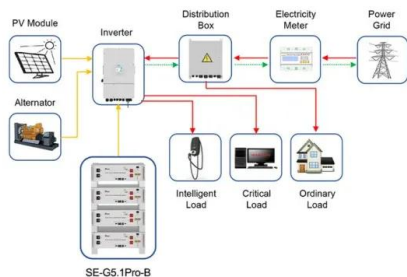 PV Module
Inverter
Distribution
Box
Electricity
Meter
Power
Grid
Alternator
Intelligent
Load
Critical
Load
Ordinary
Load
SE-G5.1Pro-B